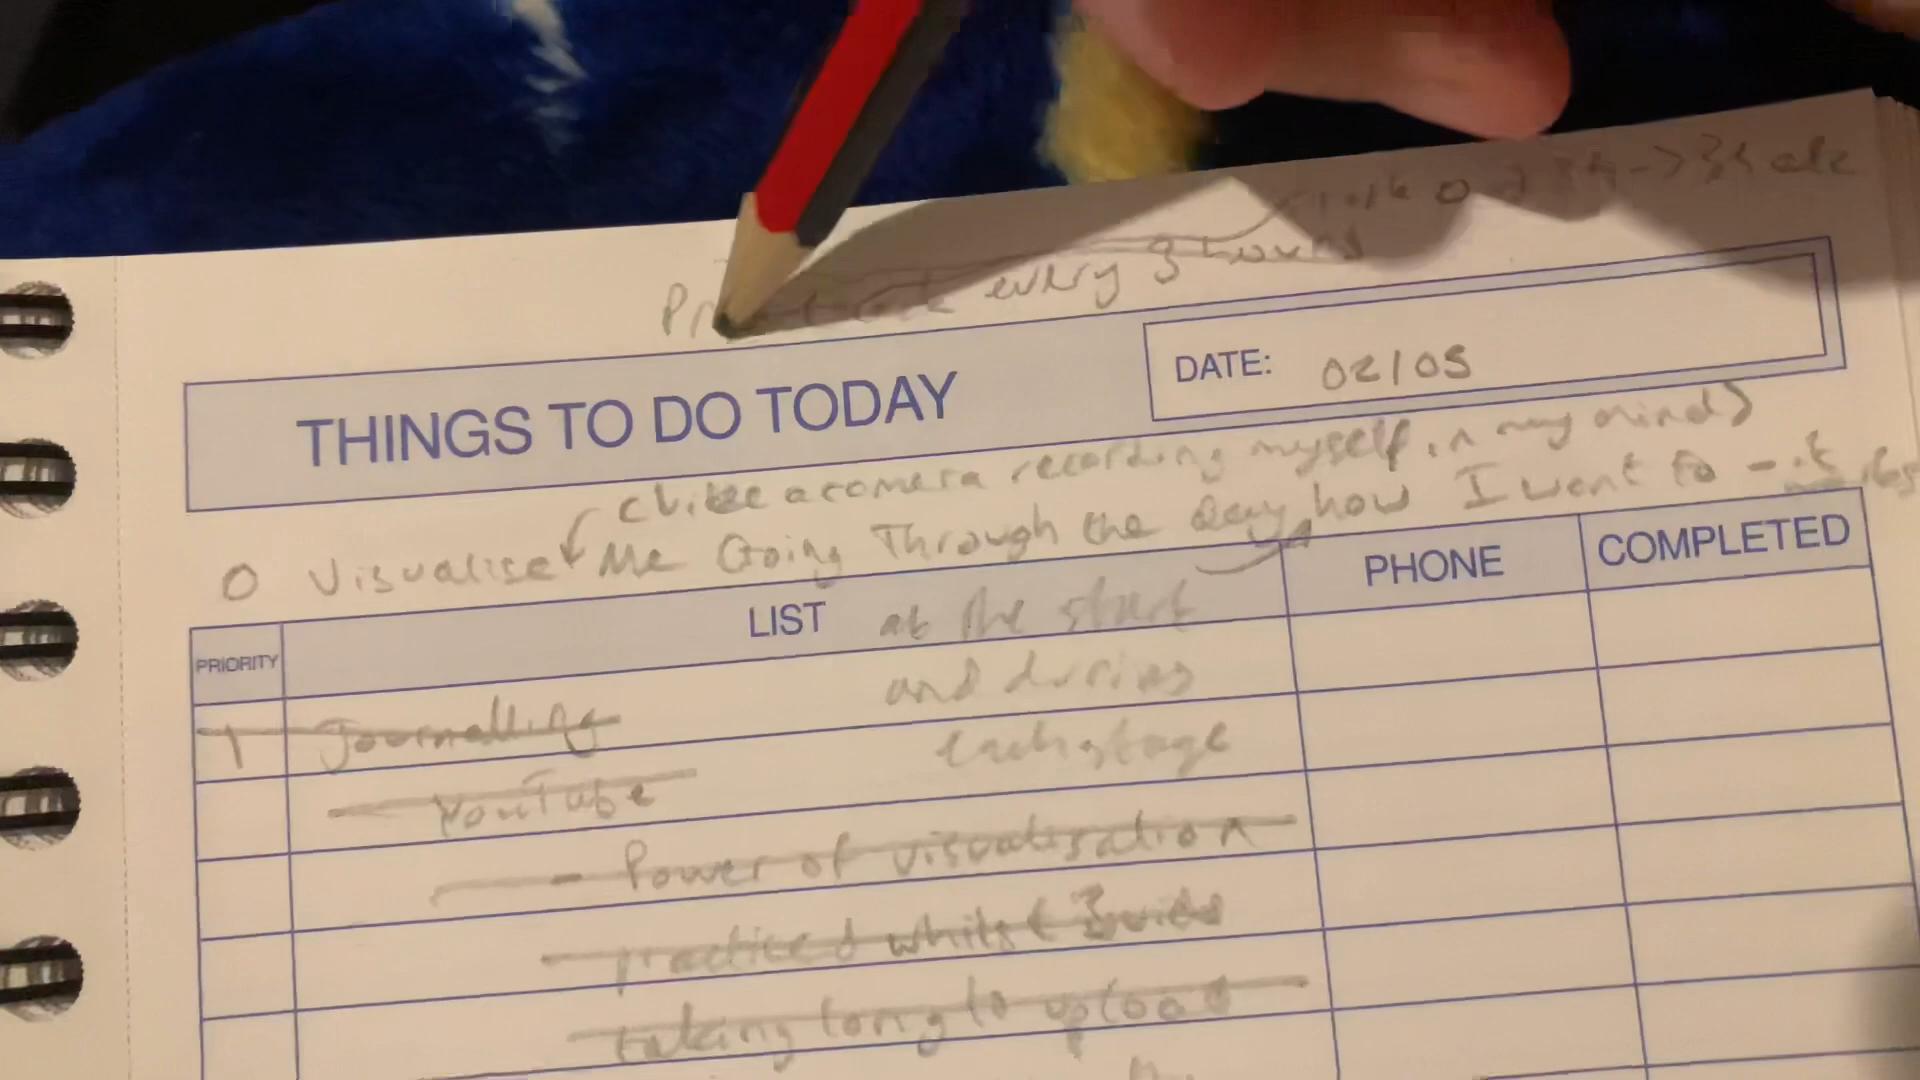 every 3 hours
THINGS TO DO TODAY
DATE: 02/05
(Like a camera recording myself in my mind)
O Visualise Me Going Through the day how I want to
PRIORITY LIST PHONE COMPLETED
at the start
and during
each stage
1 Journalling
YouTube
- Power of visualisation
practiced whilst 3 vids
taking long to upload